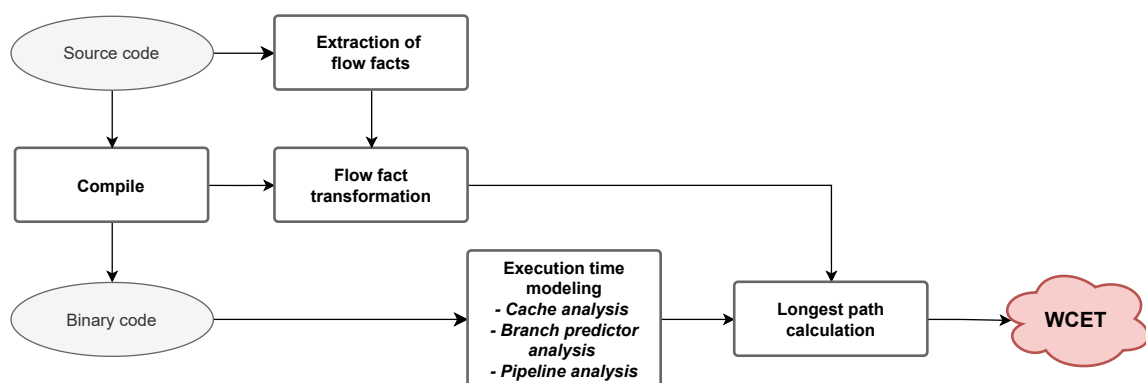 Source code
Extraction of
flow facts
Compile
Flow fact
transformation
Binary code
Execution time
modeling
- Cache analysis
- Branch predictor
analysis
- Pipeline analysis
Longest path
calculation
WCET